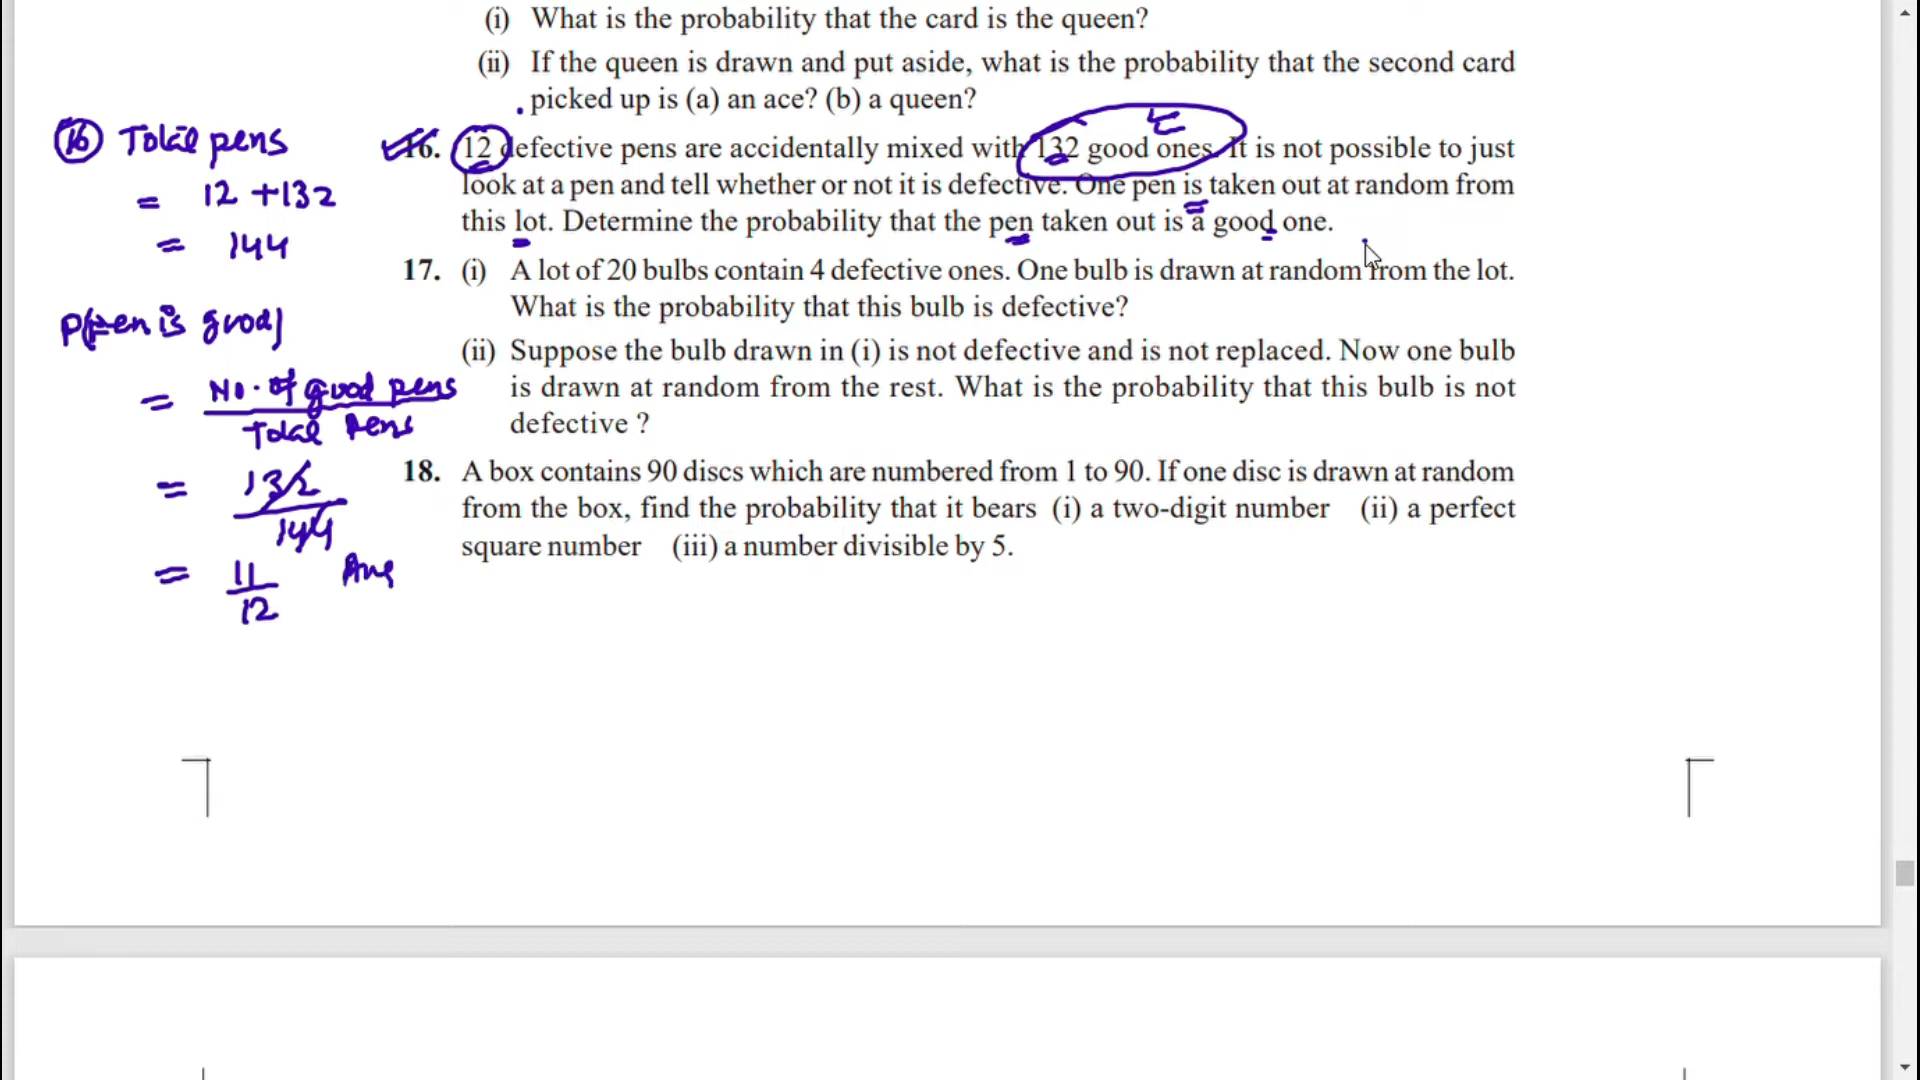 (i) What is the probability that the card is the queen?
(ii) If the queen is drawn and put aside, what is the probability that the second card
picked up is (a) an ace? (b) a queen?
16. 12 defective pens are accidentally mixed with 132 good ones. It is not possible to just
look at a pen and tell whether or not it is defective. One pen is taken out at random from
this lot. Determine the probability that the pen taken out is a good one.
17. (i) A lot of 20 bulbs contain 4 defective ones. One bulb is drawn at random from the lot.
What is the probability that this bulb is defective?
(ii) Suppose the bulb drawn in (i) is not defective and is not replaced. Now one bulb
is drawn at random from the rest. What is the probability that this bulb is not
defective ?
18. A box contains 90 discs which are numbered from 1 to 90. If one disc is drawn at random
from the box, find the probability that it bears (i) a two-digit number (ii) a perfect
square number (iii) a number divisible by 5.
16 Total pens
= 12 + 132
= 144
P(Pen is good)
= No. of good pens
Total Pens
= 132
144
= 11
12
Ans